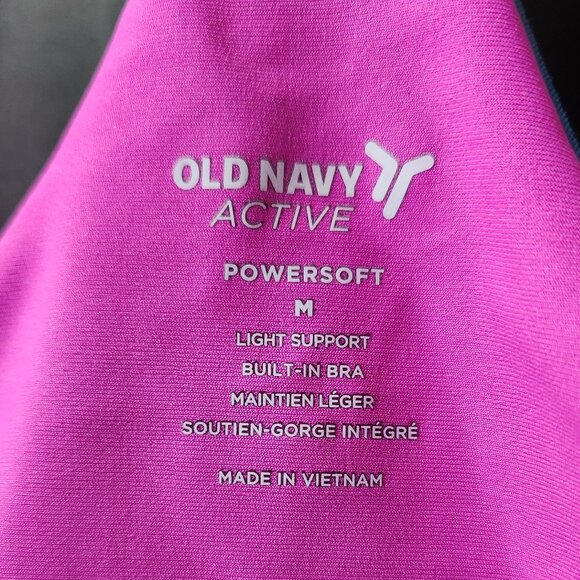 OLD NAVY
ACTIVE
POWERSOFT
M
LIGHT SUPPORT
BUILT-IN BRA
MAINTIEN LÉGER
SOUTIEN-GORGE INTÉGRÉ
MADE IN VIETNAM